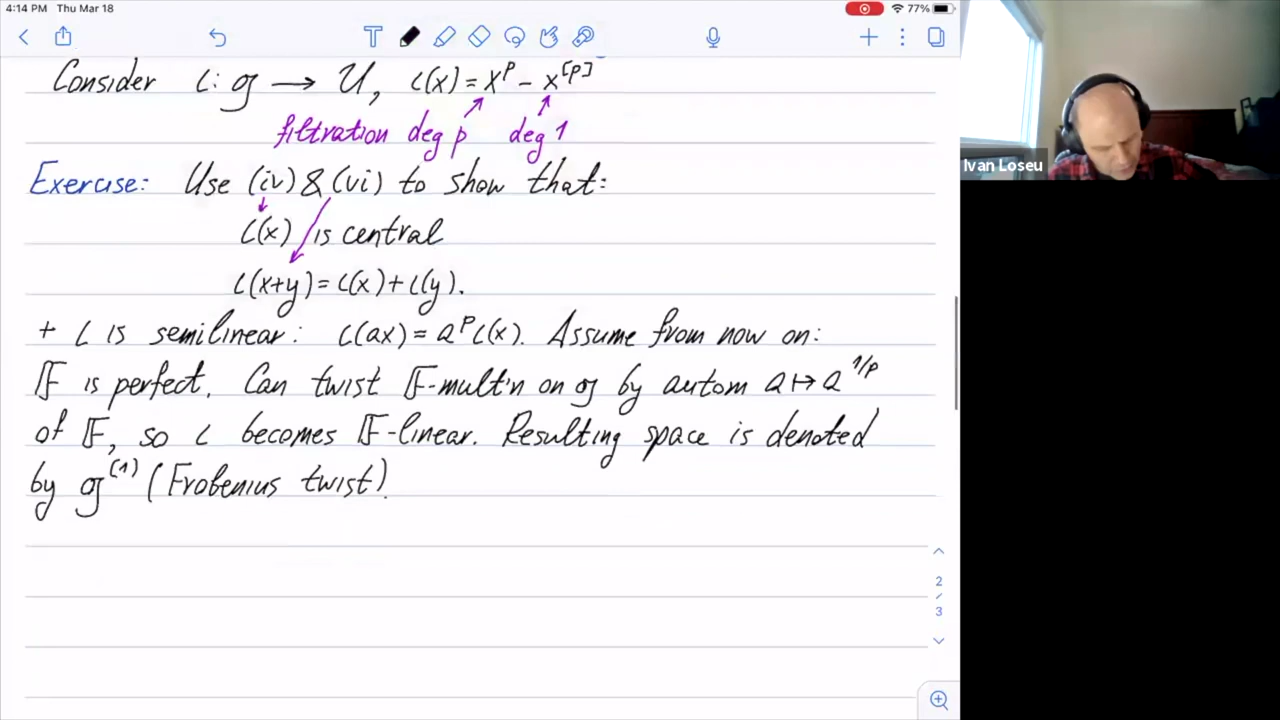 4:14 PM Thu Mar 18
77%
Consider ι: 𝔤 → U, ι(x) = x^p - x^[p]
filtration deg p deg 1
Exercise: Use (iv) & (vi) to show that:
ι(x) is central
ι(x+y) = ι(x) + ι(y).
+ ι is semilinear: ι(ax) = a^p ι(x). Assume from now on:
𝔽 is perfect. Can twist 𝔽-mult'n on 𝔤 by autom a ↦ a^1/p
of 𝔽, so ι becomes 𝔽-linear. Resulting space is denoted
by 𝔤^(1) (Frobenius twist).
Ivan Loseu
2
/
3